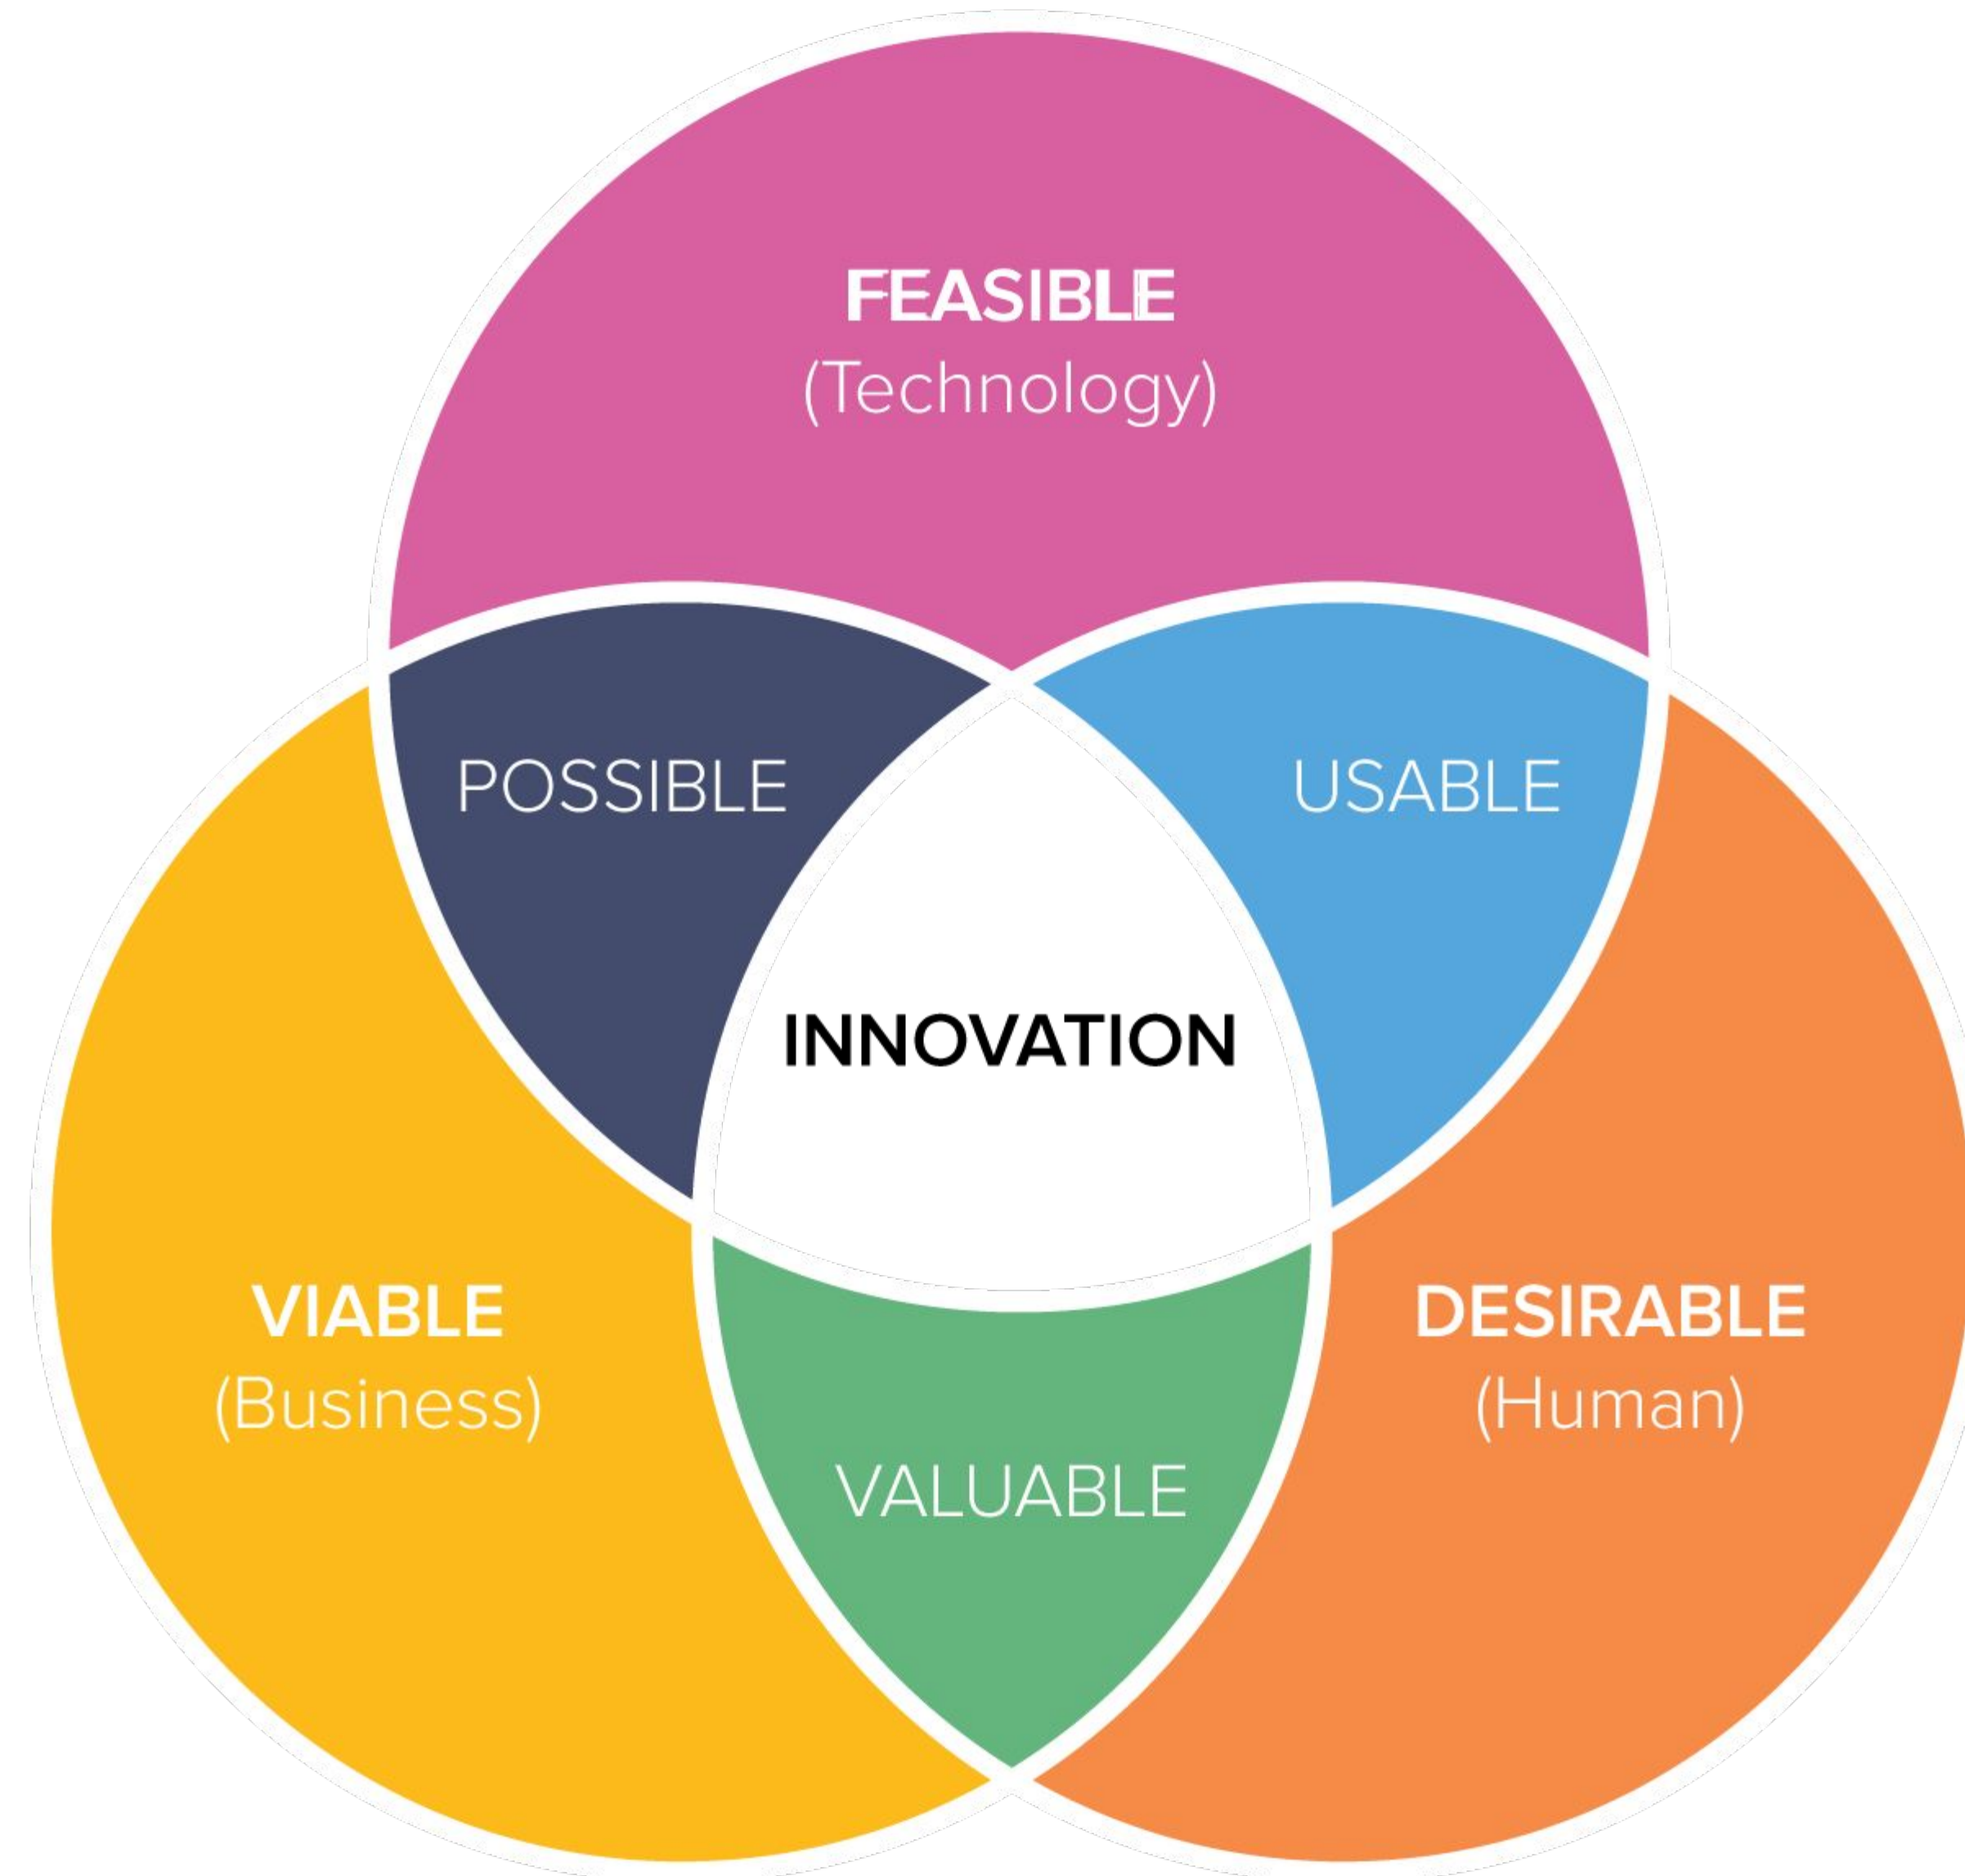 FEASIBLE
(Technology)
POSSIBLE
USABLE
INNOVATION
VIABLE
(Business)
DESIRABLE
(Human)
VALUABLE